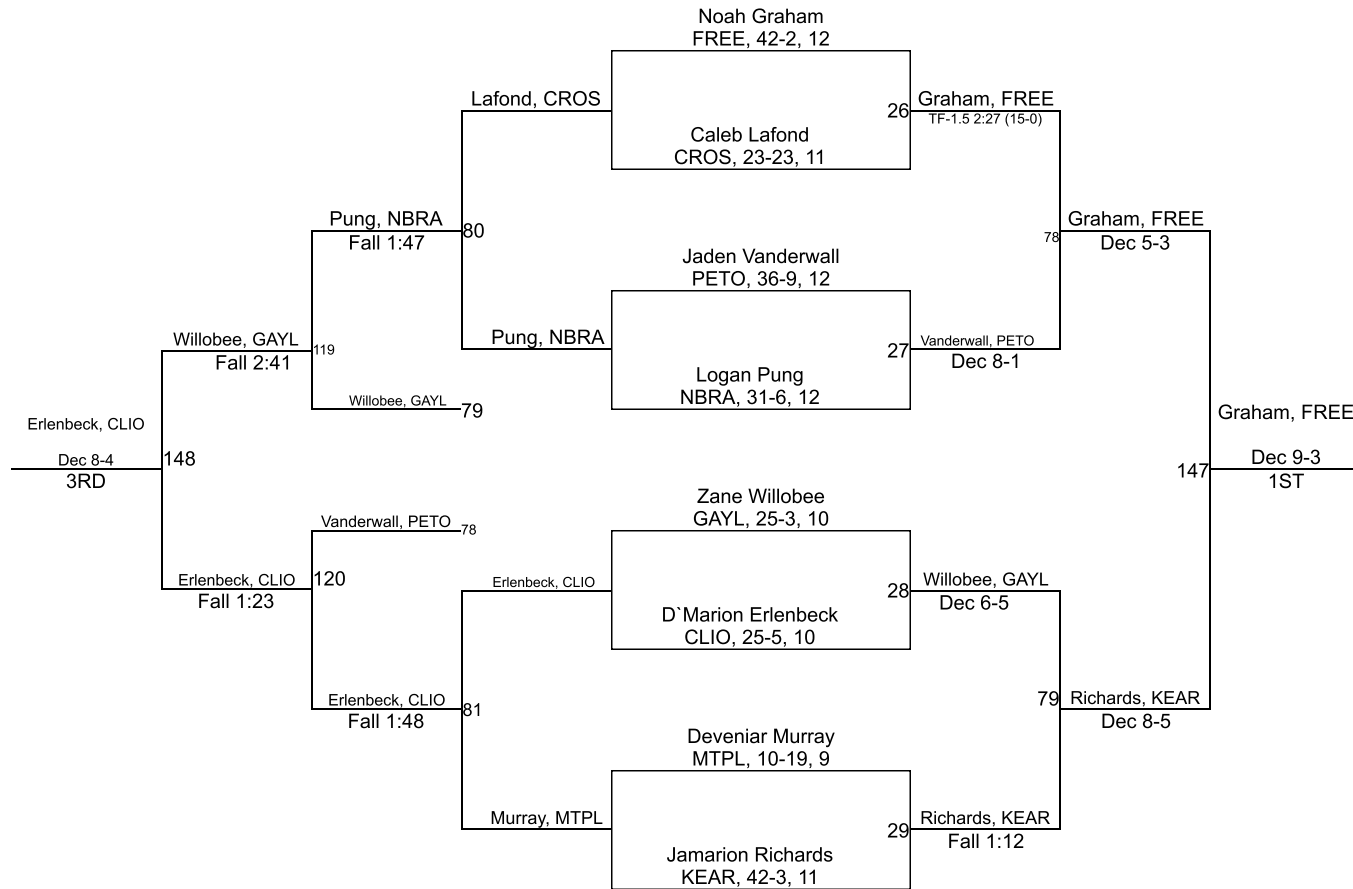 Noah Graham
FREE, 42-2, 12
Lafond, CROS
26
Graham, FREE
TF-1.5 2:27 (15-0)
Caleb Lafond
CROS, 23-23, 11
Pung, NBRA
Fall 1:47
80
78
Graham, FREE
Dec 5-3
Jaden Vanderwall
PETO, 36-9, 12
Willobee, GAYL
Fall 2:41
119
Pung, NBRA
27
Vanderwall, PETO
Dec 8-1
Logan Pung
NBRA, 31-6, 12
Willobee, GAYL
79
Erlenbeck, CLIO
Dec 8-4
3RD
148
Graham, FREE
147
Dec 9-3
1ST
Zane Willobee
GAYL, 25-3, 10
Vanderwall, PETO
78
Erlenbeck, CLIO
Fall 1:23
120
Erlenbeck, CLIO
28
Willobee, GAYL
Dec 6-5
D`Marion Erlenbeck
CLIO, 25-5, 10
Erlenbeck, CLIO
Fall 1:48
81
79
Richards, KEAR
Dec 8-5
Deveniar Murray
MTPL, 10-19, 9
Murray, MTPL
29
Richards, KEAR
Fall 1:12
Jamarion Richards
KEAR, 42-3, 11